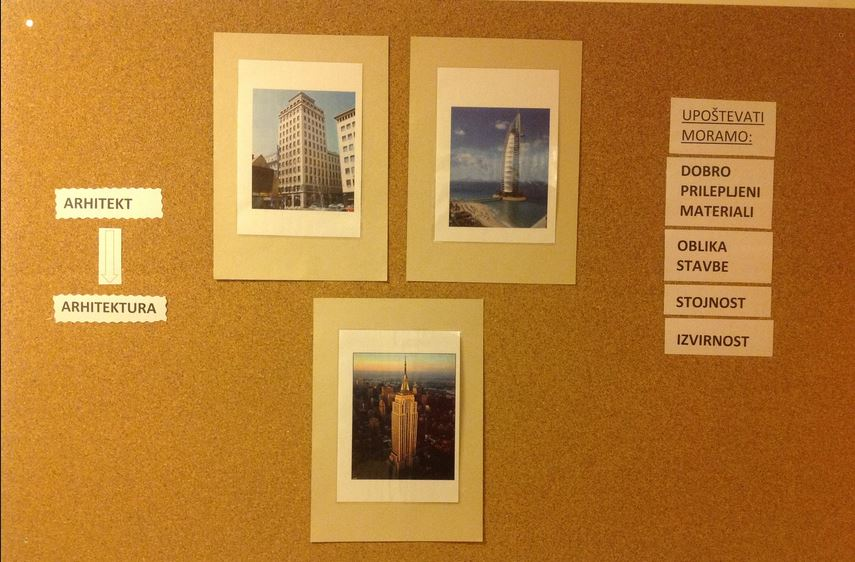 ARHITEKT
ARHITEKTURA
UPOŠTEVATI
MORAMO:
DOBRO
PRILEPLJENI
MATERIALI
OBLIKA
STAVBE
STOJNOST
IZVIRNOST